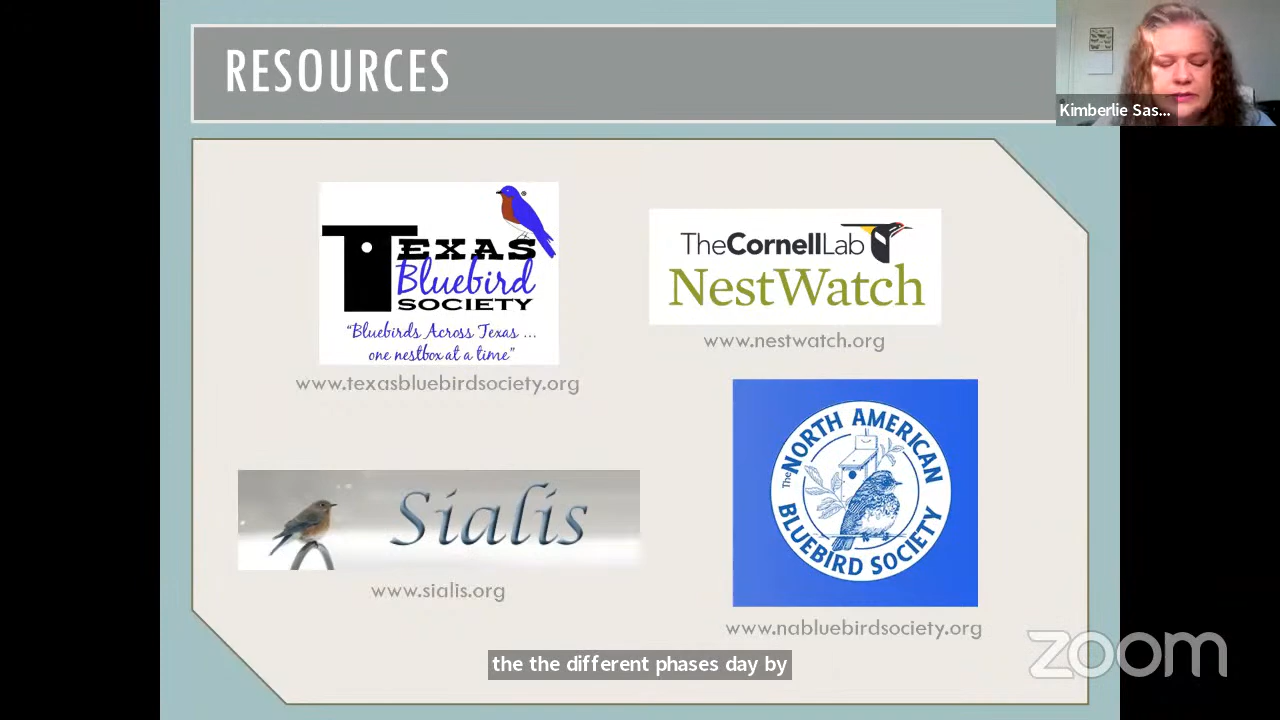 RESOURCES
Kimberlie Sas...
TEXAS
Bluebird
SOCIETY
®
"Bluebirds Across Texas ...
one nestbox at a time"
www.texasbluebirdsociety.org
TheCornellLab
NestWatch
www.nestwatch.org
Sialis
www.sialis.org
The NORTH AMERICAN
BLUEBIRD SOCIETY
www.nabluebirdsociety.org
the the different phases day by
zoom